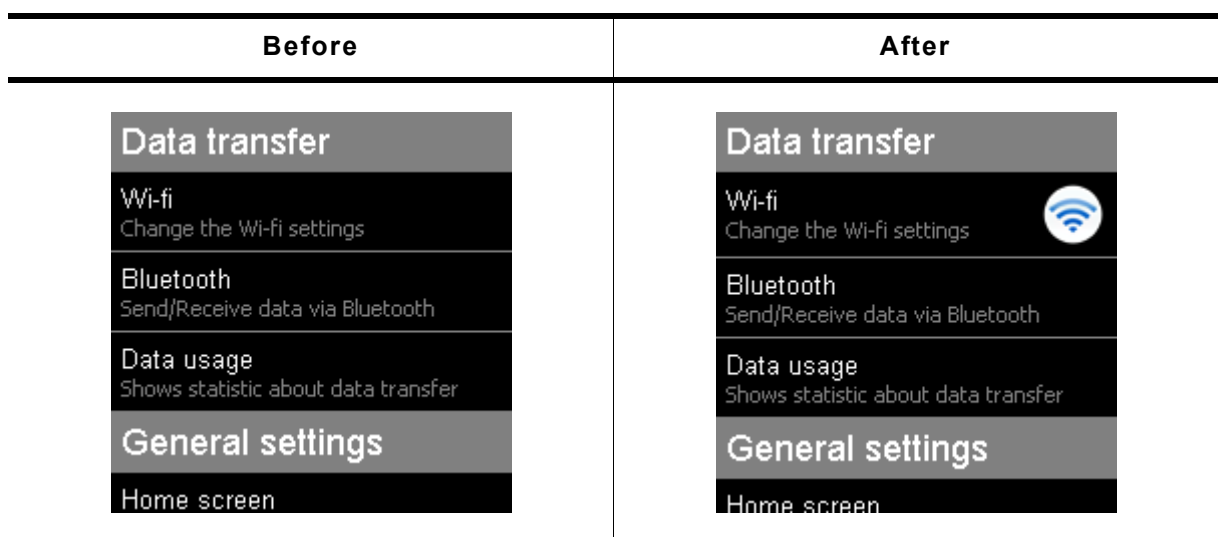 Before
After
Data transfer
Wi-fi
Change the Wi-fi settings
Bluetooth
Send/Receive data via Bluetooth
Data usage
Shows statistic about data transfer
General settings
Home screen
Data transfer
Wi-fi
Change the Wi-fi settings
Bluetooth
Send/Receive data via Bluetooth
Data usage
Shows statistic about data transfer
General settings
Home screen